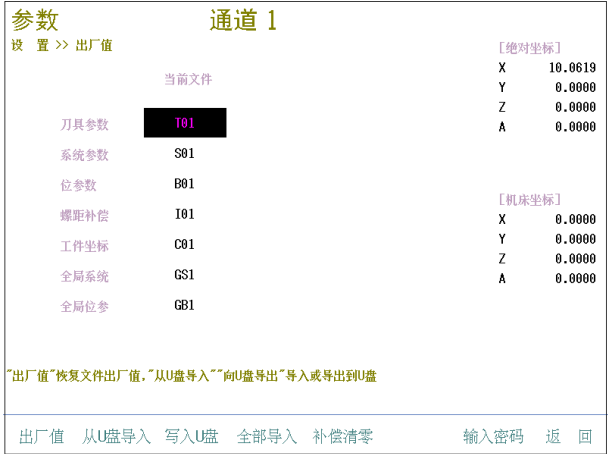 参数 通道 1
设 置 >> 出厂值
当前文件
刀具参数 T01
系统参数 S01
位参数 B01
螺距补偿 I01
工件坐标 C01
全局系统 GS1
全局位参 GB1
[绝对坐标]
X 10.0619
Y 0.0000
Z 0.0000
A 0.0000
[机床坐标]
X 0.0000
Y 0.0000
Z 0.0000
A 0.0000
"出厂值"恢复文件出厂值,"从U盘导入""向U盘导出"导入或导出到U盘
出厂值 从U盘导入 写入U盘 全部导入 补偿清零 输入密码 返 回